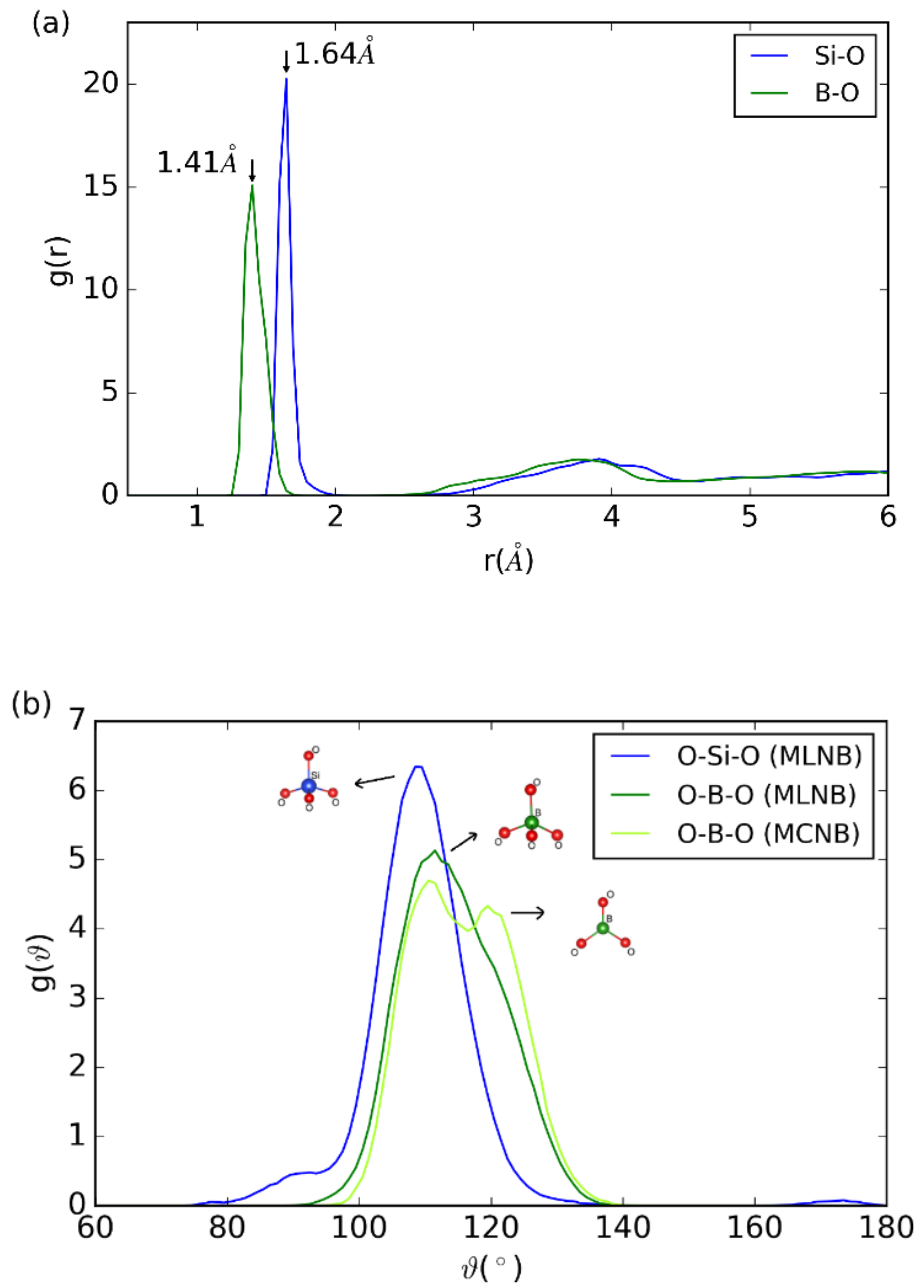 (a)
1.64Å
1.41Å
Si-O
B-O
20
15
10
5
0
g(r)
1 2 3 4 5 6
r(Å)
(b)
7
6
5
4
3
2
1
0
g(ϑ)
O-Si-O (MLNB)
O-B-O (MLNB)
O-B-O (MCNB)
O
Si
O O O
O
B
O O O
O
B
O O
60 80 100 120 140 160 180
ϑ(°)